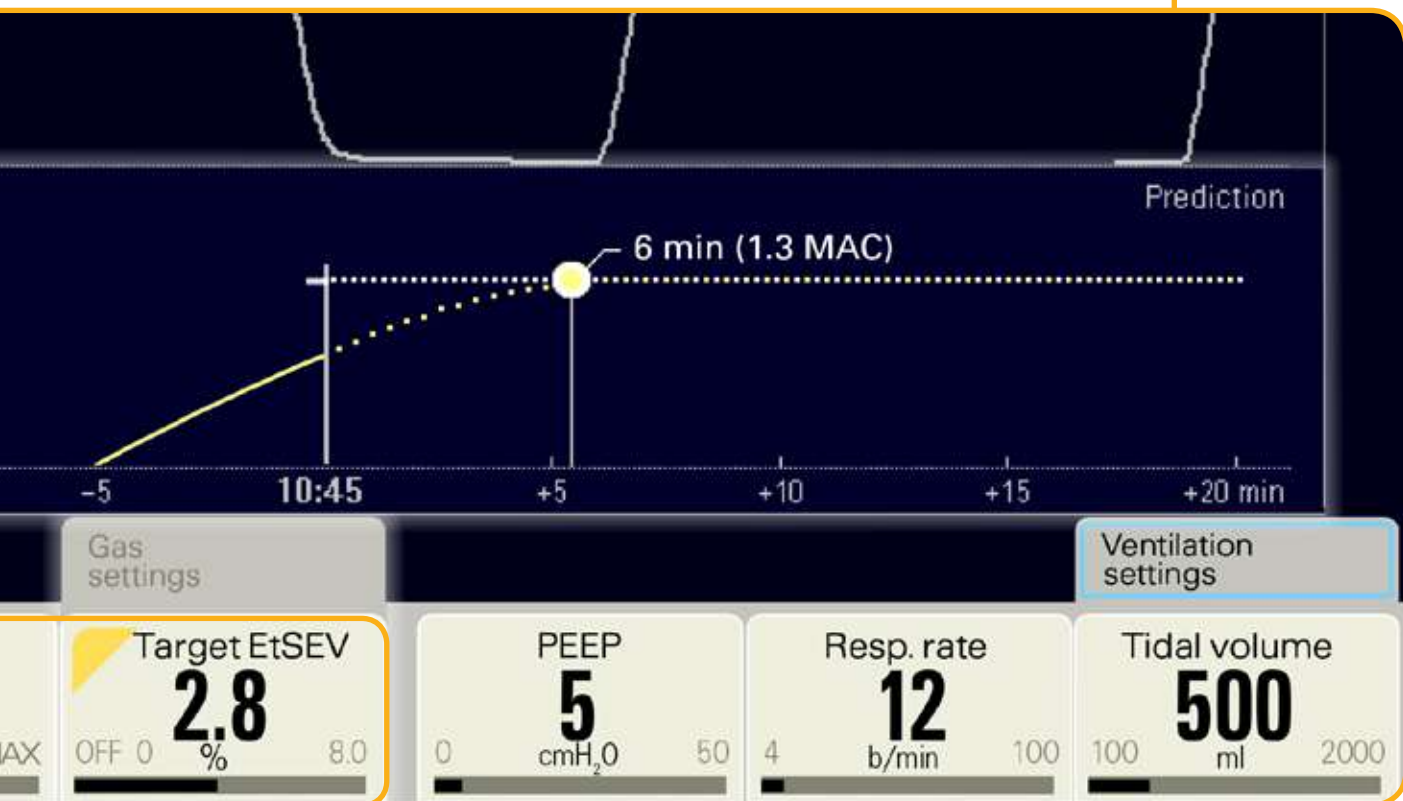 Prediction
6 min (1.3 MAC)
–5 10:45 +5 +10 +15 +20 min
Gas
settings
Ventilation
settings
Target EtSEV PEEP Resp. rate Tidal volume
2.8 5 12 500
AX OFF 0 % 8.0 0 cmH₂O 50 4 b/min 100 100 ml 2000